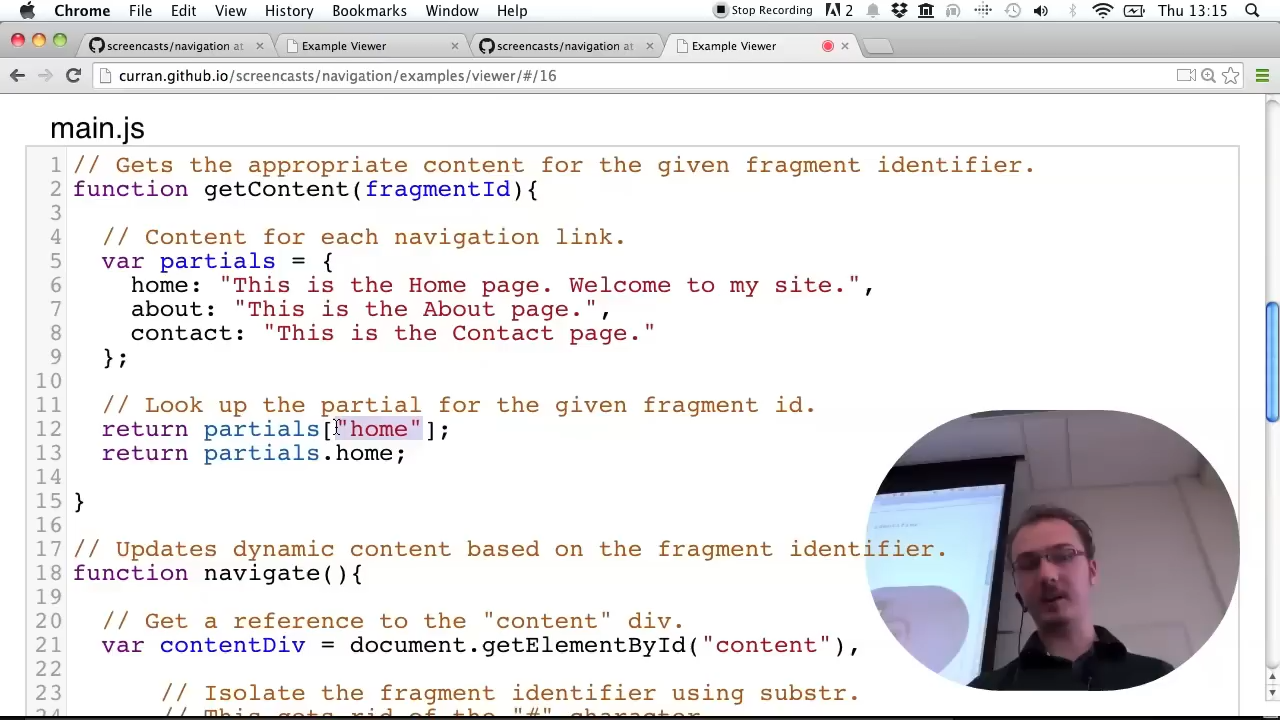 Chrome File Edit View History Bookmarks Window Help Stop Recording 2 Thu 13:15
screencasts/navigation at Example Viewer screencasts/navigation at Example Viewer
curran.github.io/screencasts/navigation/examples/viewer/#/16
main.js
1 // Gets the appropriate content for the given fragment identifier.
2 function getContent(fragmentId){
3
4 // Content for each navigation link.
5 var partials = {
6 home: "This is the Home page. Welcome to my site.",
7 about: "This is the About page.",
8 contact: "This is the Contact page."
9 };
10
11 // Look up the partial for the given fragment id.
12 return partials["home"];
13 return partials.home;
14
15 }
16
17 // Updates dynamic content based on the fragment identifier.
18 function navigate(){
19
20 // Get a reference to the "content" div.
21 var contentDiv = document.getElementById("content"),
22
23 // Isolate the fragment identifier using substr.
// This gets rid of the "#" character